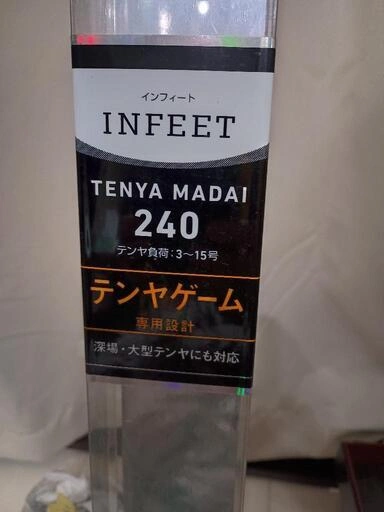 インフィート
INFEET
TENYA MADAI
240
テンヤ負荷:3〜15号
テンヤゲーム
専用設計
深場・大型テンヤにも対応